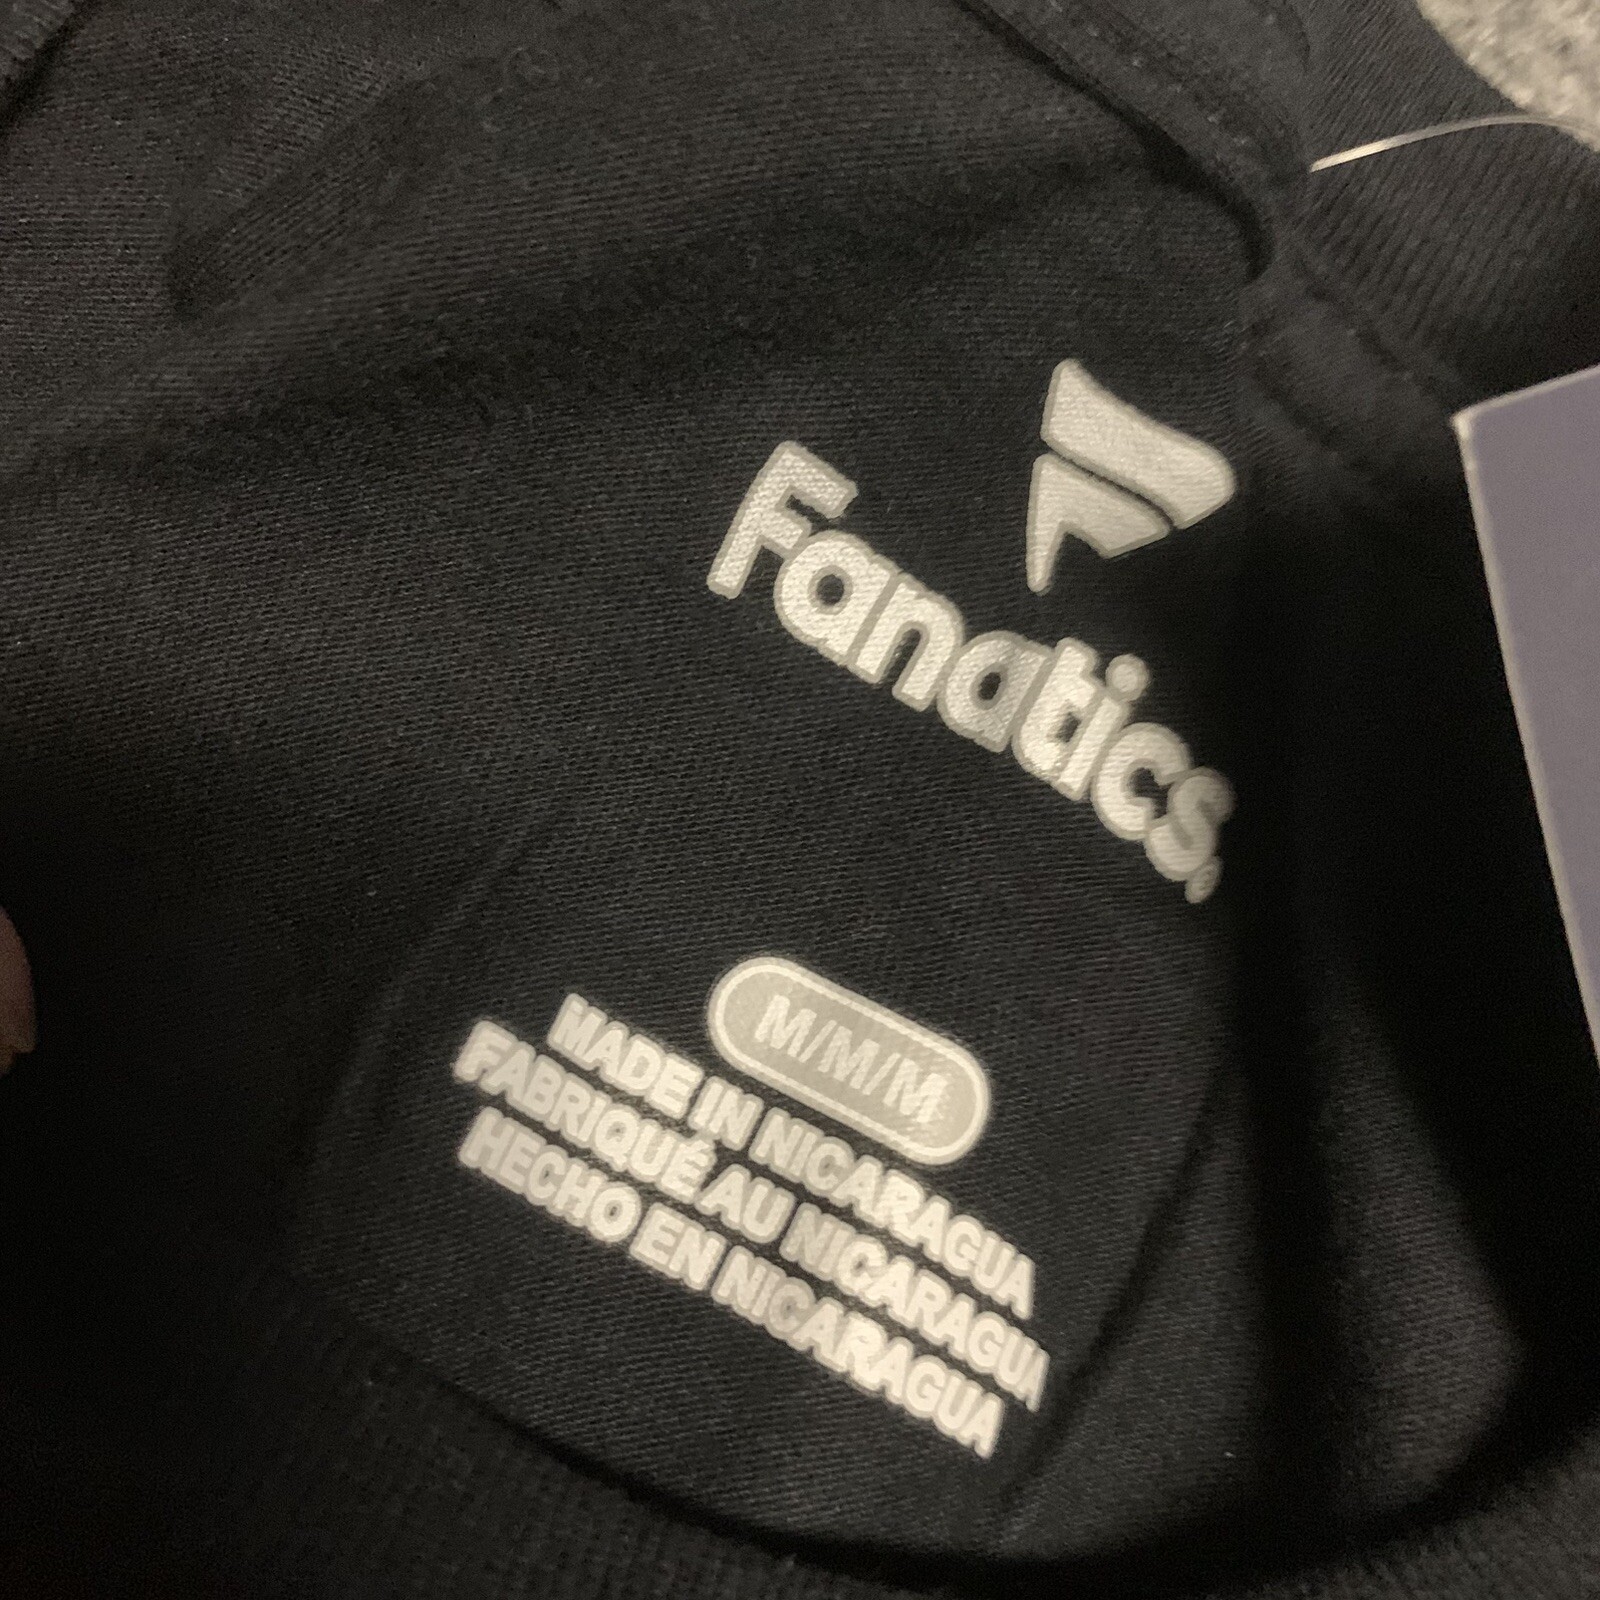 Fanatics®
M/M/M
MADE IN NICARAGUA
FABRIQUÉ AU NICARAGUA
HECHO EN NICARAGUA